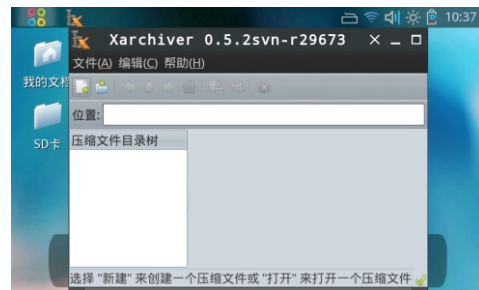 10:37
Xarchiver 0.5.2svn-r29673
文件(A) 编辑(C) 帮助(H)
我的文档
位置:
SD卡
压缩文件目录树
选择 "新建" 来创建一个压缩文件或 "打开" 来打开一个压缩文件